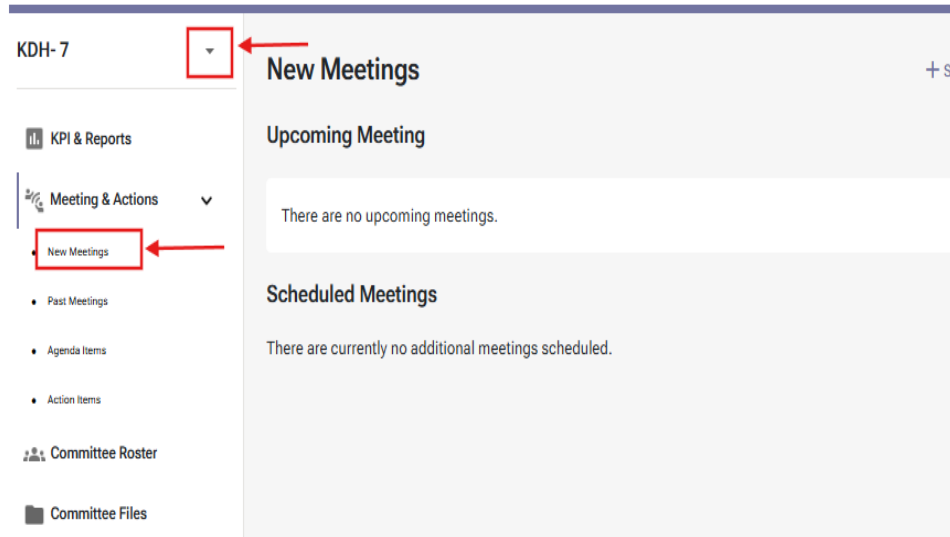 KDH- 7
KPI & Reports
Meeting & Actions
New Meetings
Past Meetings
Agenda Items
Action Items
Committee Roster
Committee Files
New Meetings
Upcoming Meeting
There are no upcoming meetings.
Scheduled Meetings
There are currently no additional meetings scheduled.